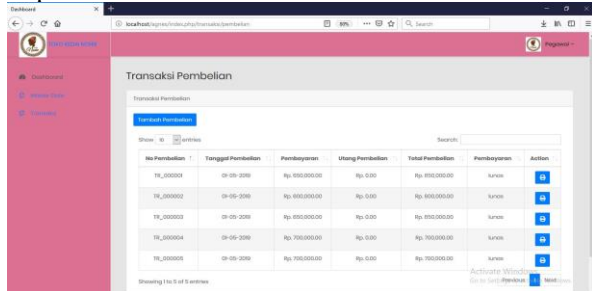 Dashboard
localhost/agnes/index.php/transaksi/pembelian
80%
Search
Pegawai
Dashboard
Master Data
Transaksi
Transaksi Pembelian
Transaksi Pembelian
Tambah Pembelian
Show 10 entries
Search:
No Pembelian Tanggal Pembelian Pembayaran Utang Pembelian Total Pembelian Pembayaran Action
TR_000001 01-05-2019 Rp. 650,000.00 Rp. 0.00 Rp. 650,000.00 lunas
TR_000002 01-05-2019 Rp. 600,000.00 Rp. 0.00 Rp. 600,000.00 lunas
TR_000003 01-05-2019 Rp. 650,000.00 Rp. 0.00 Rp. 650,000.00 lunas
TR_000004 01-05-2019 Rp. 700,000.00 Rp. 0.00 Rp. 700,000.00 lunas
TR_000005 01-05-2019 Rp. 700,000.00 Rp. 0.00 Rp. 700,000.00 lunas
Activate Windows
Showing 1 to 5 of 5 entries
Previous 1 Next